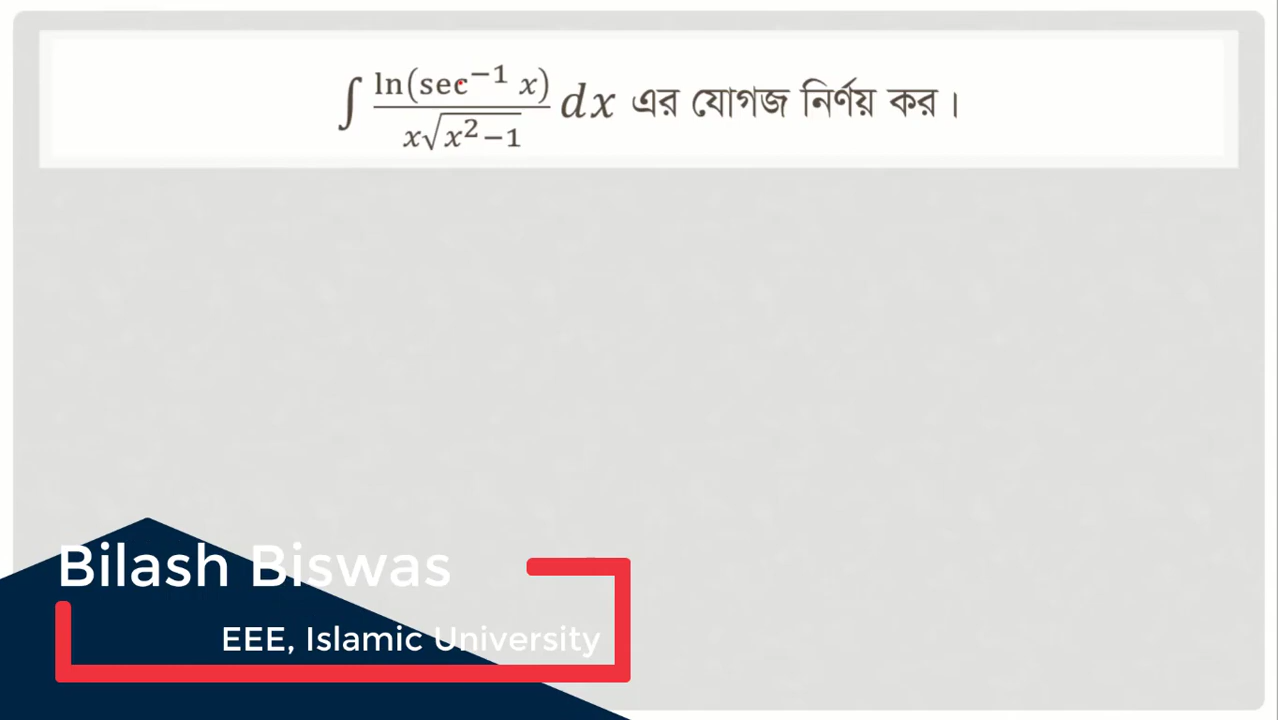 ∫ ln(sec⁻¹ x) / x√(x²−1) dx এর যোগজ নির্ণয় কর।
Bilash Biswas
EEE, Islamic University